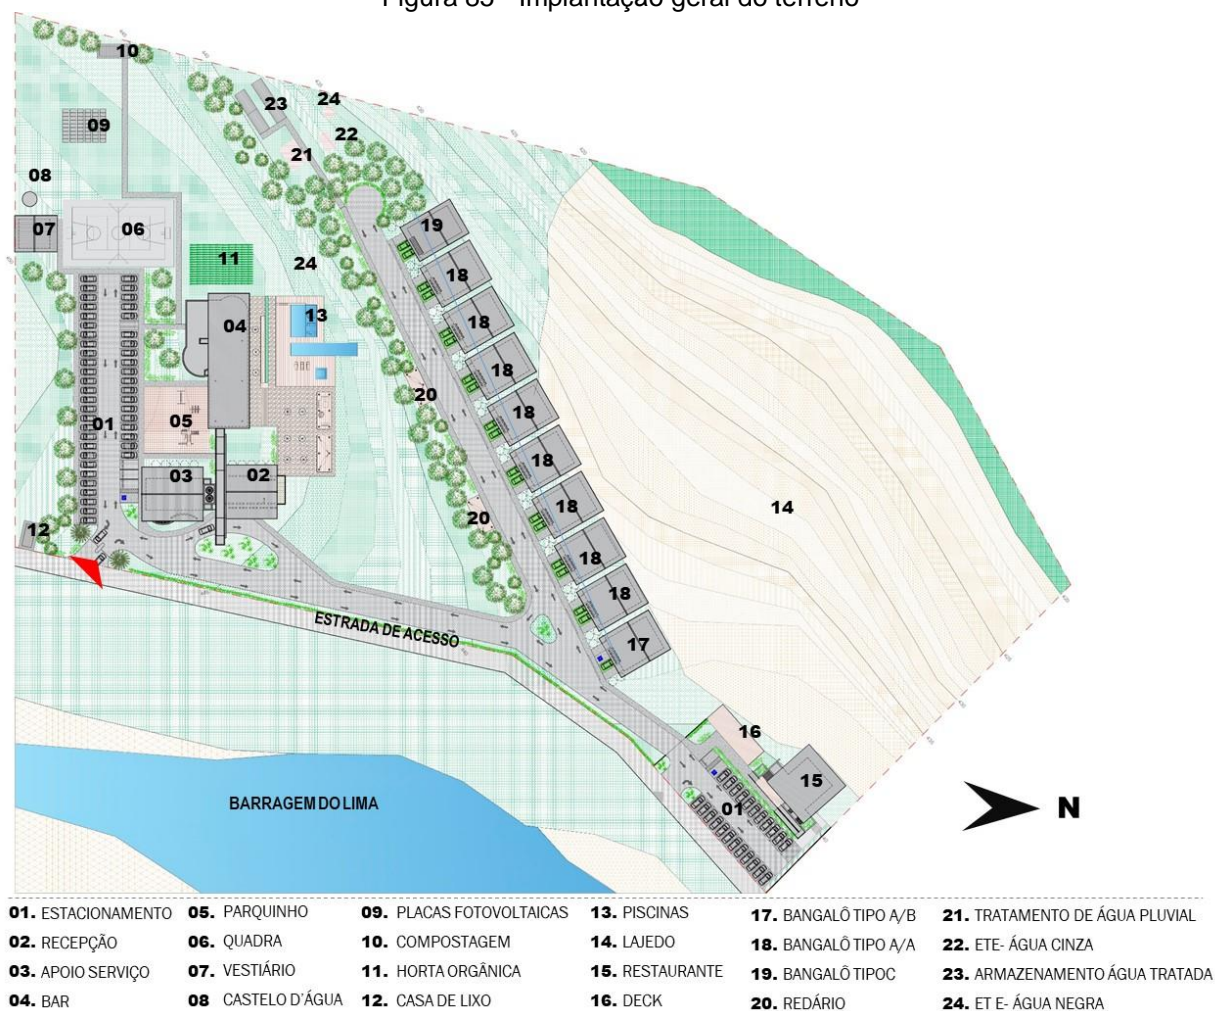 Figura 85 - Implantação geral do terreno
10
23
24
09
22
21
08
19
07
06
11
24
18
13
04
18
18
20
05
18
01
18
03
02
14
18
20
12
18
18
ESTRADA DE ACESSO
17
16
15
BARRAGEM DO LIMA
01
N
01. ESTACIONAMENTO
02. RECEPÇÃO
03. APOIO SERVIÇO
04. BAR
05. PARQUINHO
06. QUADRA
07. VESTIÁRIO
08 CASTELO D'ÁGUA
09. PLACAS FOTOVOLTAICAS
10. COMPOSTAGEM
11. HORTA ORGÂNICA
12. CASA DE LIXO
13. PISCINAS
14. LAJEDO
15. RESTAURANTE
16. DECK
17. BANGALÔ TIPO A/B
18. BANGALÔ TIPO A/A
19. BANGALÔ TIPOC
20. REDÁRIO
21. TRATAMENTO DE ÁGUA PLUVIAL
22. ETE- ÁGUA CINZA
23. ARMAZENAMENTO ÁGUA TRATADA
24. ET E- ÁGUA NEGRA